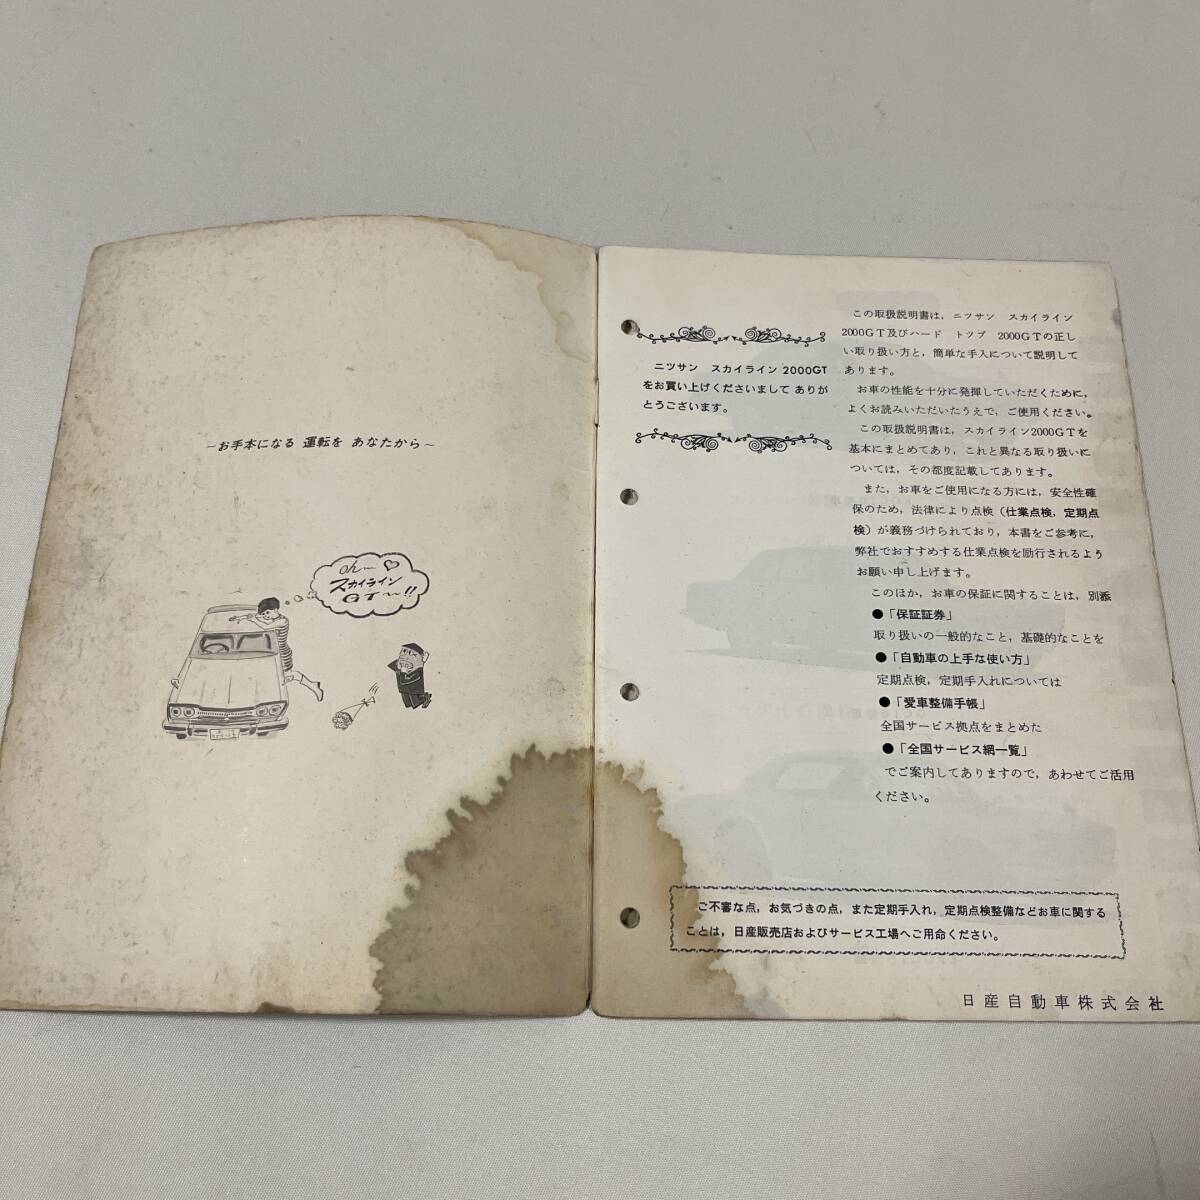 ～お手本になる 運転を あなたから～
oh～♡
スカイライン
GT～!!
ニツサン スカイライン 2000GT
をお買い上げくださいまして ありが
とうございます。
この取扱説明書は，ニツサン スカイライン
2000GT及びハード トツプ 2000GTの正し
い取り扱い方と，簡単な手入について説明して
あります。
お車の性能を十分に発揮していただくために，
よくお読みいただいたうえで，ご使用ください。
この取扱説明書は，スカイライン2000GTを
基本にまとめてあり，これと異なる取り扱いに
ついては，その都度記載してあります。
また，お車をご使用になる方には，安全性確
保のため，法律により点検（仕業点検，定期点
検）が義務づけられており，本書をご参考に，
弊社でおすすめする仕業点検を励行されるよう
お願い申し上げます。
このほか，お車の保証に関することは，別添
●「保証証券」
取り扱いの一般的なこと，基礎的なことを
●「自動車の上手な使い方」
定期点検，定期手入れについては
●「愛車整備手帳」
全国サービス拠点をまとめた
●「全国サービス網一覧」
でご案内してありますので，あわせてご活用
ください。
ご不審な点，お気づきの点，また定期手入れ，定期点検整備などお車に関する
ことは，日産販売店およびサービス工場へご用命ください。
日産自動車株式会社